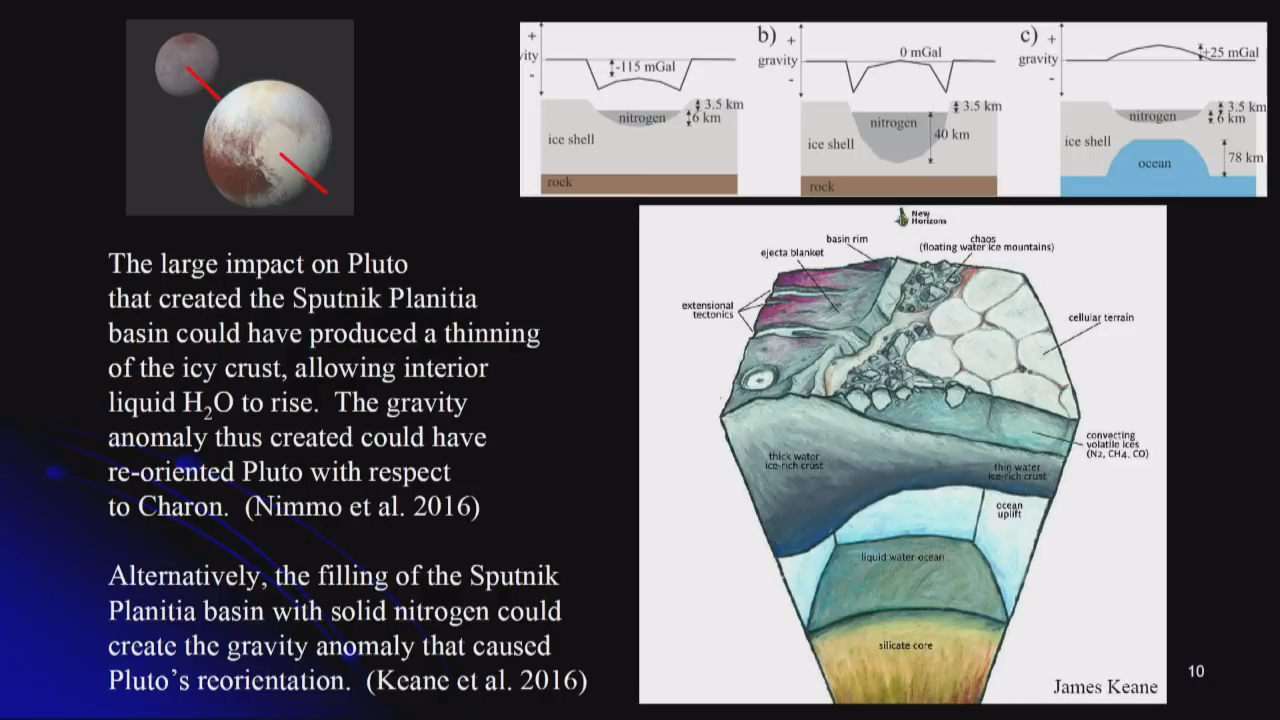 +
vity
-
-115 mGal
3.5 km
nitrogen
6 km
ice shell
rock
b)
+
gravity
-
0 mGal
3.5 km
nitrogen
40 km
ice shell
rock
c)
+
gravity
-
+25 mGal
3.5 km
nitrogen
6 km
ice shell
ocean
78 km
The large impact on Pluto
that created the Sputnik Planitia
basin could have produced a thinning
of the icy crust, allowing interior
liquid H₂O to rise. The gravity
anomaly thus created could have
re-oriented Pluto with respect
to Charon. (Nimmo et al. 2016)
Alternatively, the filling of the Sputnik
Planitia basin with solid nitrogen could
create the gravity anomaly that caused
Pluto's reorientation. (Keane et al. 2016)
New
Horizons
basin rim
chaos
(floating water ice mountains)
ejecta blanket
extensional
tectonics
cellular terrain
convecting
volatile ices
(N2, CH4, CO)
thick water
ice-rich crust
thin water
ice-rich crust
ocean
uplift
liquid water ocean
silicate core
James Keane
10